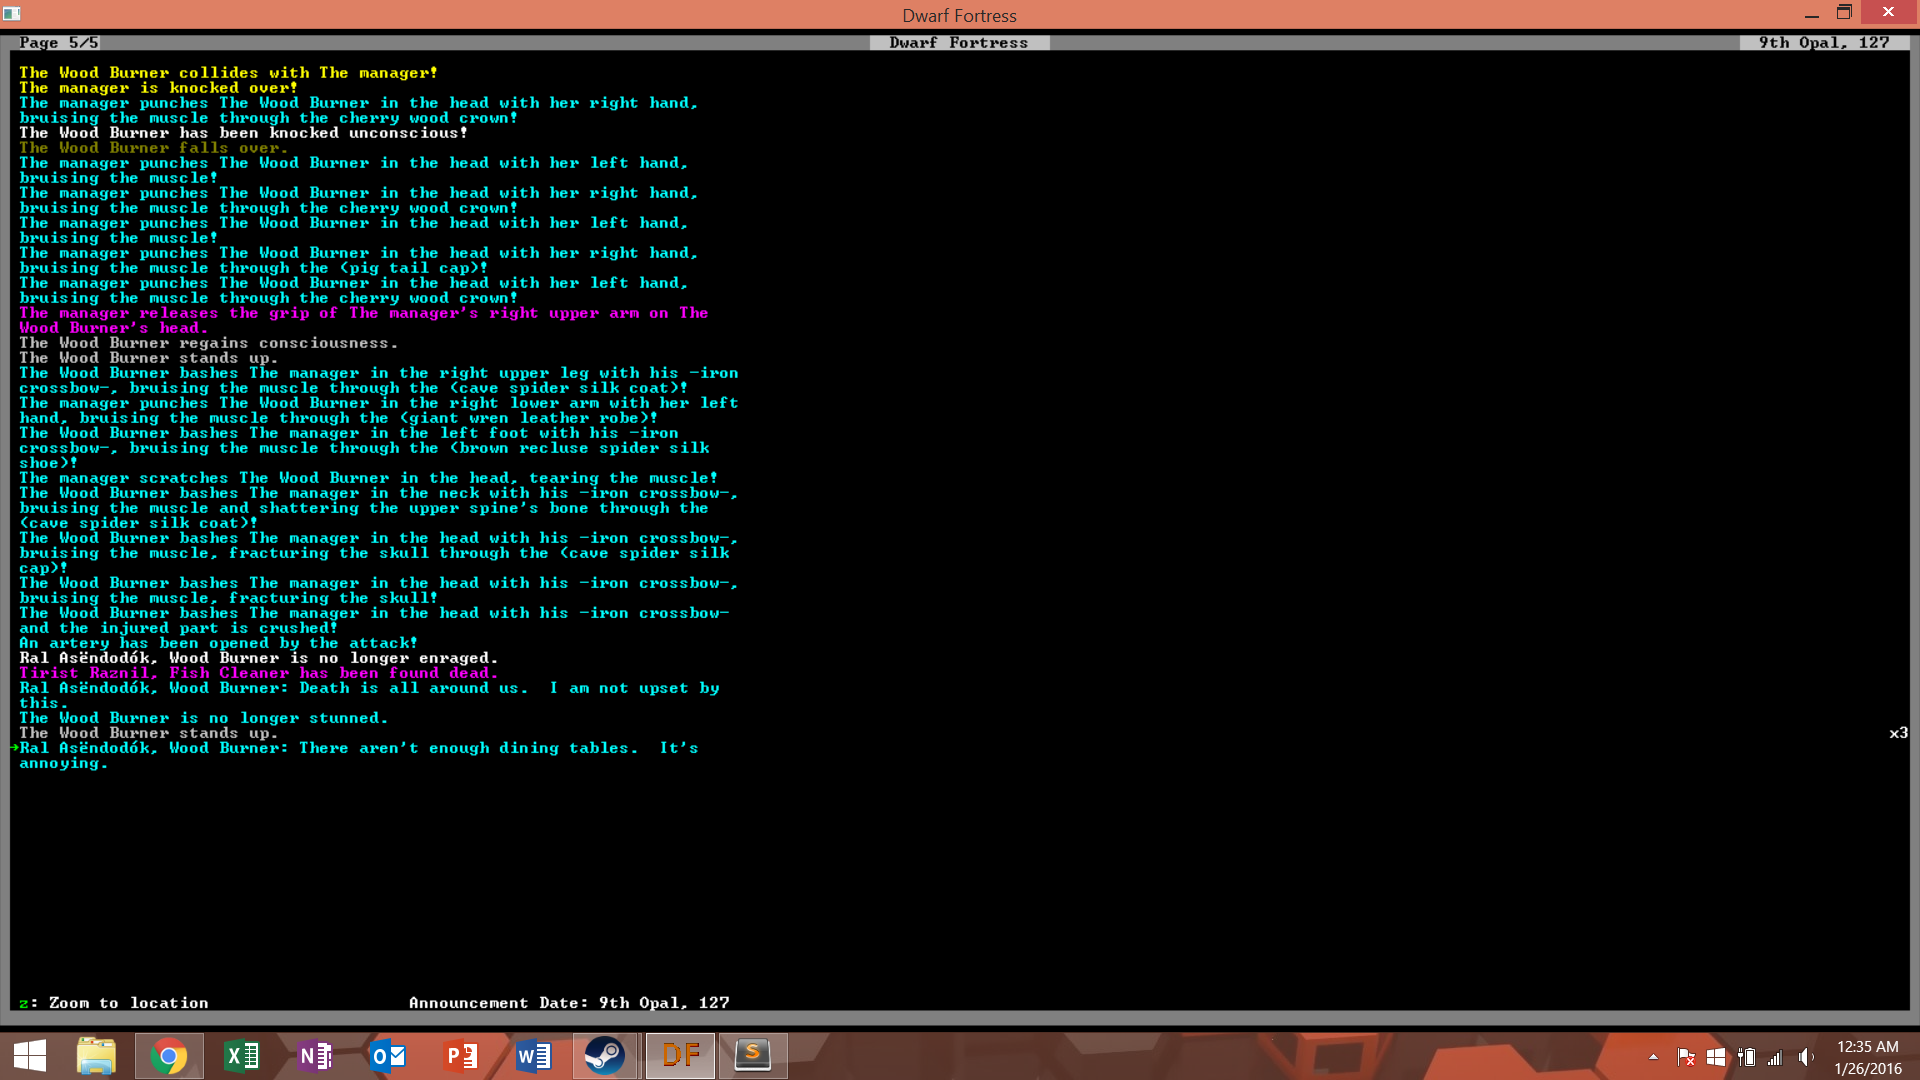 Dwarf Fortress
Page 5/5
Dwarf Fortress
9th Opal, 127
The Wood Burner collides with The manager!
The manager is knocked over!
The manager punches The Wood Burner in the head with her right hand,
bruising the muscle through the cherry wood crown!
The Wood Burner has been knocked unconscious!
The Wood Burner falls over.
The manager punches The Wood Burner in the head with her left hand,
bruising the muscle!
The manager punches The Wood Burner in the head with her right hand,
bruising the muscle through the cherry wood crown!
The manager punches The Wood Burner in the head with her left hand,
bruising the muscle!
The manager punches The Wood Burner in the head with her right hand,
bruising the muscle through the (pig tail cap)!
The manager punches The Wood Burner in the head with her left hand,
bruising the muscle through the cherry wood crown!
The manager releases the grip of The manager's right upper arm on The
Wood Burner's head.
The Wood Burner regains consciousness.
The Wood Burner stands up.
The Wood Burner bashes The manager in the right upper leg with his -iron
crossbow-, bruising the muscle through the (cave spider silk coat)!
The manager punches The Wood Burner in the right lower arm with her left
hand, bruising the muscle through the (giant wren leather robe)!
The Wood Burner bashes The manager in the left foot with his -iron
crossbow-, bruising the muscle through the (brown recluse spider silk
shoe)!
The manager scratches The Wood Burner in the head, tearing the muscle!
The Wood Burner bashes The manager in the neck with his -iron crossbow-,
bruising the muscle and shattering the upper spine's bone through the
(cave spider silk coat)!
The Wood Burner bashes The manager in the head with his -iron crossbow-,
bruising the muscle, fracturing the skull through the (cave spider silk
cap)!
The Wood Burner bashes The manager in the head with his -iron crossbow-,
bruising the muscle, fracturing the skull!
The Wood Burner bashes The manager in the head with his -iron crossbow-
and the injured part is crushed!
An artery has been opened by the attack!
Ral Asëndodók, Wood Burner is no longer enraged.
Tirist Raznil, Fish Cleaner has been found dead.
Ral Asëndodók, Wood Burner: Death is all around us.  I am not upset by
this.
The Wood Burner is no longer stunned.
The Wood Burner stands up. x3
→Ral Asëndodók, Wood Burner: There aren't enough dining tables.  It's
annoying.
z: Zoom to location
Announcement Date: 9th Opal, 127
DF
12:35 AM
1/26/2016